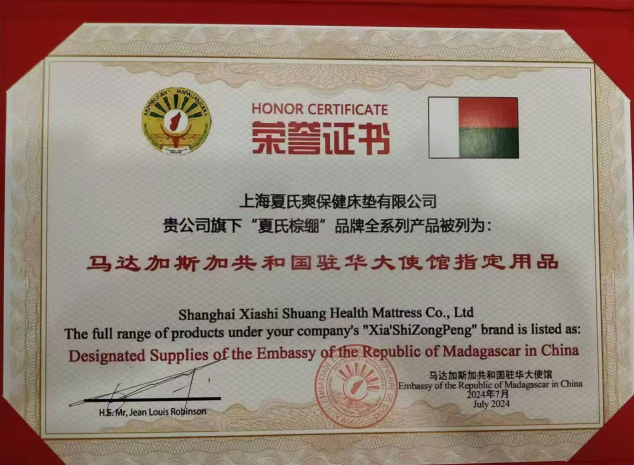 REPUBLIC OF MADAGASCAR
HONOR CERTIFICATE
荣誉证书
上海夏氏爽保健床垫有限公司
贵公司旗下“夏氏棕绷”品牌全系列产品被列为：
马达加斯加共和国驻华大使馆指定用品
Shanghai Xiashi Shuang Health Mattress Co., Ltd
The full range of products under your company's "Xia'ShiZongPeng" brand is listed as:
Designated Supplies of the Embassy of the Republic of Madagascar in China
马达加斯加共和国驻华大使馆
Embassy of the Republic of Madagascar in China
2024年7月
July 2024
H.E. Mr, Jean Louis Robinson